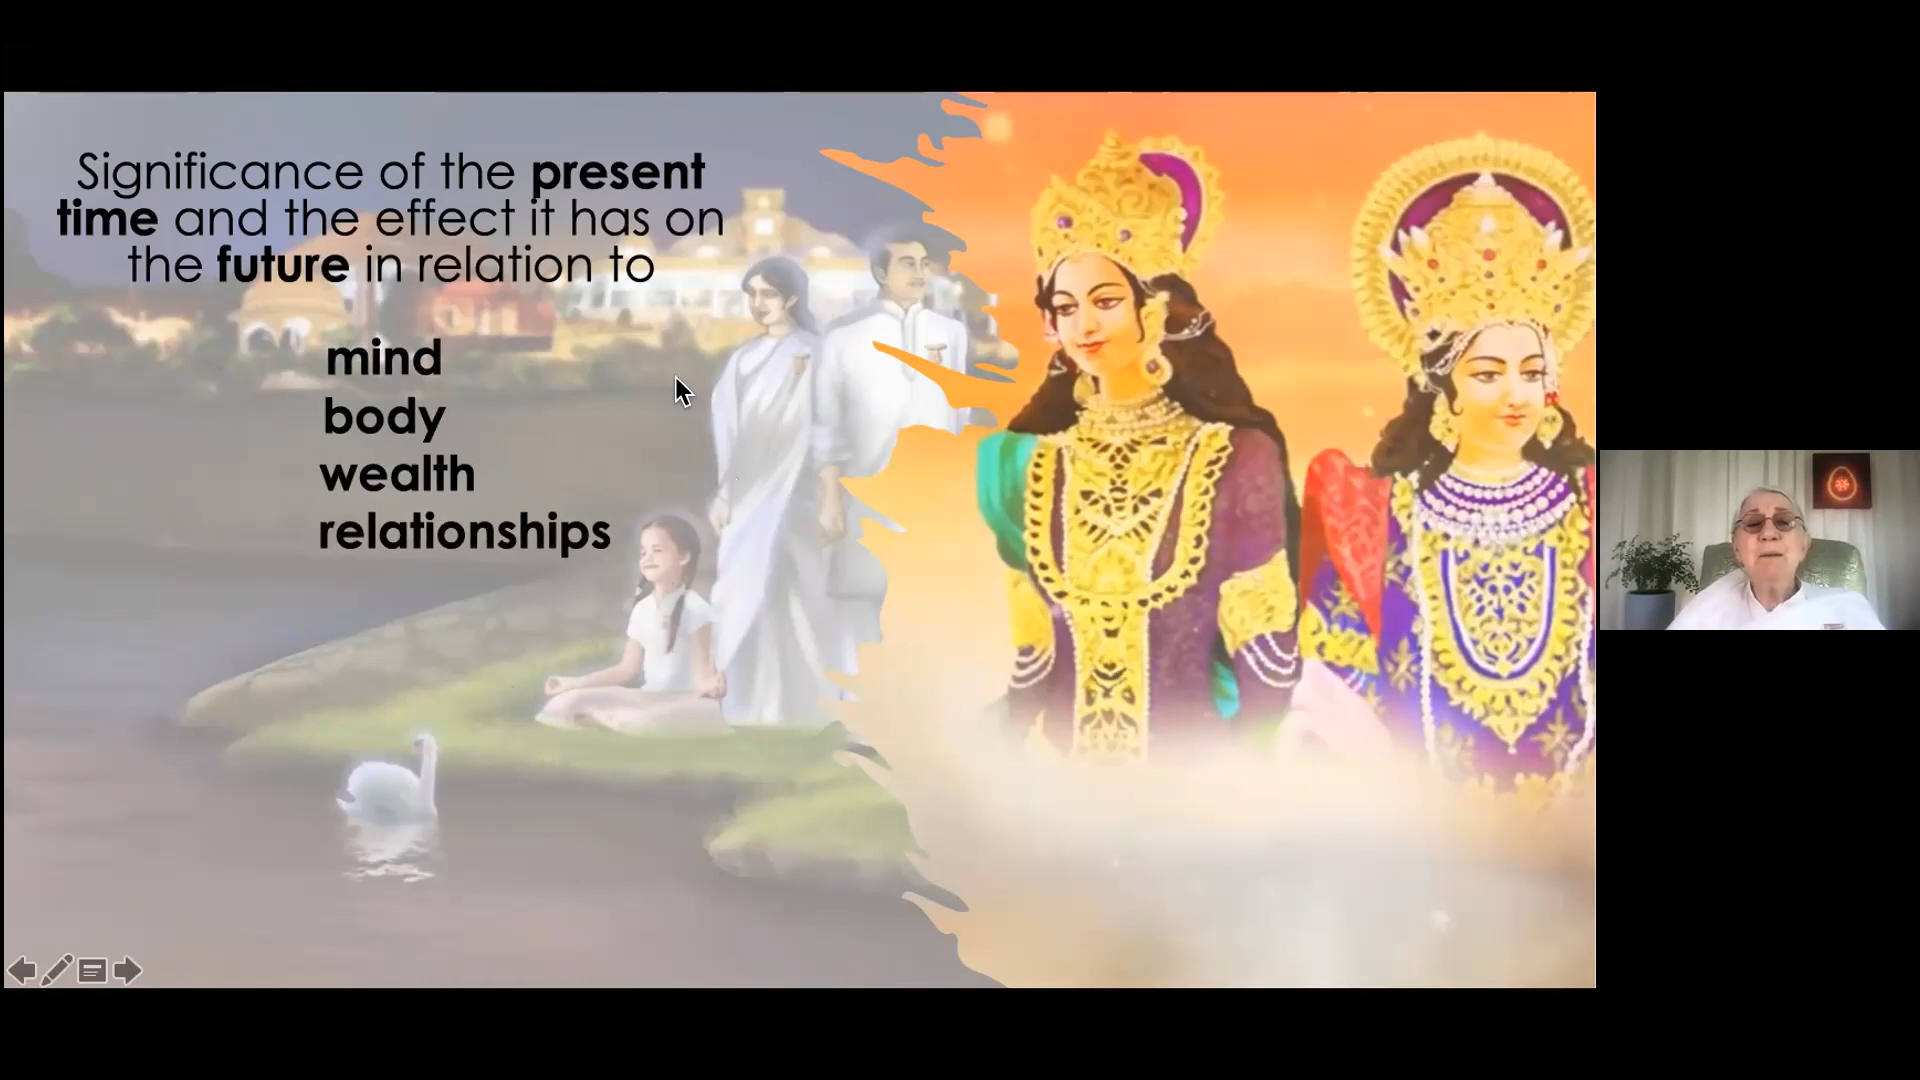 Significance of the present
time and the effect it has on
the future in relation to
mind
body
wealth
relationships